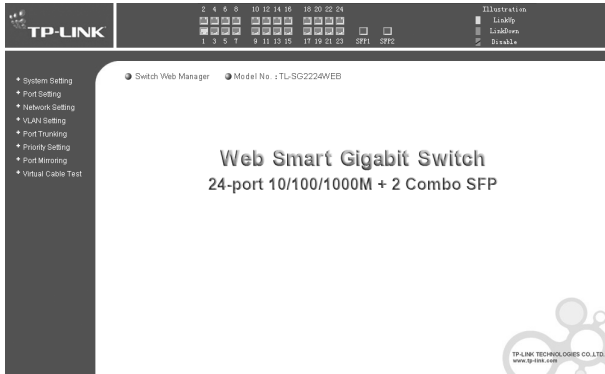 TP-LINK
2 4 6 8 10 12 14 16 18 20 22 24
1 3 5 7 9 11 13 15 17 19 21 23 SFP1 SFP2
Illustration
LinkUp
LinkDown
Disable
System Setting
Port Setting
Network Setting
VLAN Setting
Port Trunking
Priority Setting
Port Mirroring
Virtual Cable Test
Switch Web Manager Model No. : TL-SG2224WEB
Web Smart Gigabit Switch
24-port 10/100/1000M + 2 Combo SFP
TP-LINK TECHNOLOGIES CO.,LTD.
www.tp-link.com